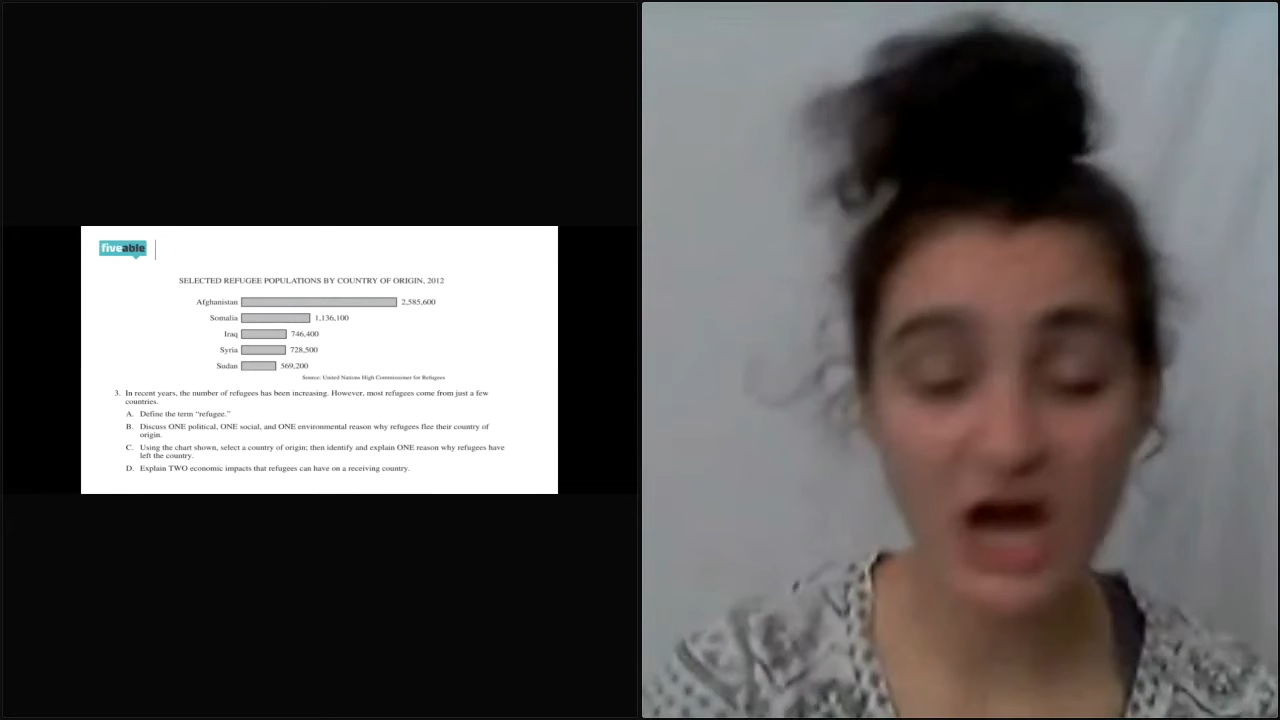 fiveable
SELECTED REFUGEE POPULATIONS BY COUNTRY OF ORIGIN, 2012
Afghanistan 2,585,600
Somalia 1,136,100
Iraq 746,400
Syria 728,500
Sudan 569,200
Source: United Nations High Commissioner for Refugees
3. In recent years, the number of refugees has been increasing. However, most refugees come from just a few
countries.
A. Define the term “refugee.”
B. Discuss ONE political, ONE social, and ONE environmental reason why refugees flee their country of
origin.
C. Using the chart shown, select a country of origin; then identify and explain ONE reason why refugees have
left the country.
D. Explain TWO economic impacts that refugees can have on a receiving country.